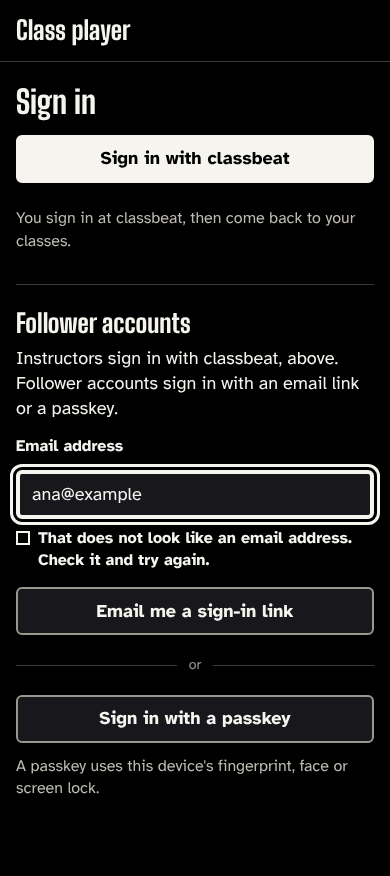 Class player
Sign in
Sign in with classbeat
You sign in at classbeat, then come back to your
classes.
Follower accounts
Instructors sign in with classbeat, above.
Follower accounts sign in with an email link
or a passkey.
Email address
ana@example
That does not look like an email address.
Check it and try again.
Email me a sign-in link
or
Sign in with a passkey
A passkey uses this device's fingerprint, face or
screen lock.